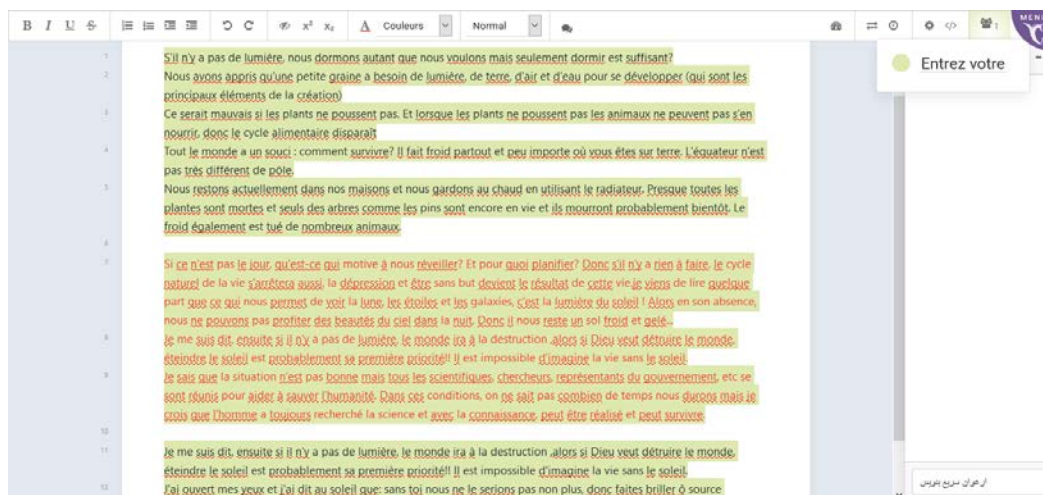 B I U S Couleurs Normal 1 MENI
Entrez votre
1 S'il n'y a pas de lumière, nous dormons autant que nous voulons mais seulement dormir est suffisant?
2 Nous avons appris qu'une petite graine a besoin de lumière, de terre, d'air et d'eau pour se développer (qui sont les
principaux éléments de la création)
3 Ce serait mauvais si les plants ne poussent pas. Et lorsque les plants ne poussent pas les animaux ne peuvent pas s'en
nourrir, donc le cycle alimentaire disparaît
4 Tout le monde a un souci : comment survivre? Il fait froid partout et peu importe où vous êtes sur terre. L'équateur n'est
pas très différent de pôle.
5 Nous restons actuellement dans nos maisons et nous gardons au chaud en utilisant le radiateur. Presque toutes les
plantes sont mortes et seuls des arbres comme les pins sont encore en vie et ils mourront probablement bientôt. Le
froid également est tué de nombreux animaux.
6
7 Si ce n'est pas le jour, qu'est-ce qui motive à nous réveiller? Et pour quoi planifier? Donc s'il n'y a rien à faire, le cycle
naturel de la vie s'arrêtera aussi, la dépression et être sans but devient le résultat de cette vie.je viens de lire quelque
part que ce qui nous permet de voir la lune, les étoiles et les galaxies, c'est la lumière du soleil ! Alors en son absence,
nous ne pouvons pas profiter des beautés du ciel dans la nuit. Donc il nous reste un sol froid et gelé...
8 Je me suis dit, ensuite si il n'y a pas de lumière, le monde ira à la destruction ,alors si Dieu veut détruire le monde,
éteindre le soleil est probablement sa première priorité!! Il est impossible d'imagine la vie sans le soleil.
9 Je sais que la situation n'est pas bonne mais tous les scientifiques, chercheurs, représentants du gouvernement, etc se
sont réunis pour aider à sauver l'humanité. Dans ces conditions, on ne sait pas combien de temps nous durons mais je
crois que l'homme a toujours recherché la science et avec la connaissance, peut être réalisé et peut survivre.
10
11 Je me suis dit, ensuite si il n'y a pas de lumière, le monde ira à la destruction ,alors si Dieu veut détruire le monde,
éteindre le soleil est probablement sa première priorité!! Il est impossible d'imagine la vie sans le soleil.
12 J'ai ouvert mes yeux et j'ai dit au soleil que: sans toi nous ne le serions pas non plus, donc faites briller ô source